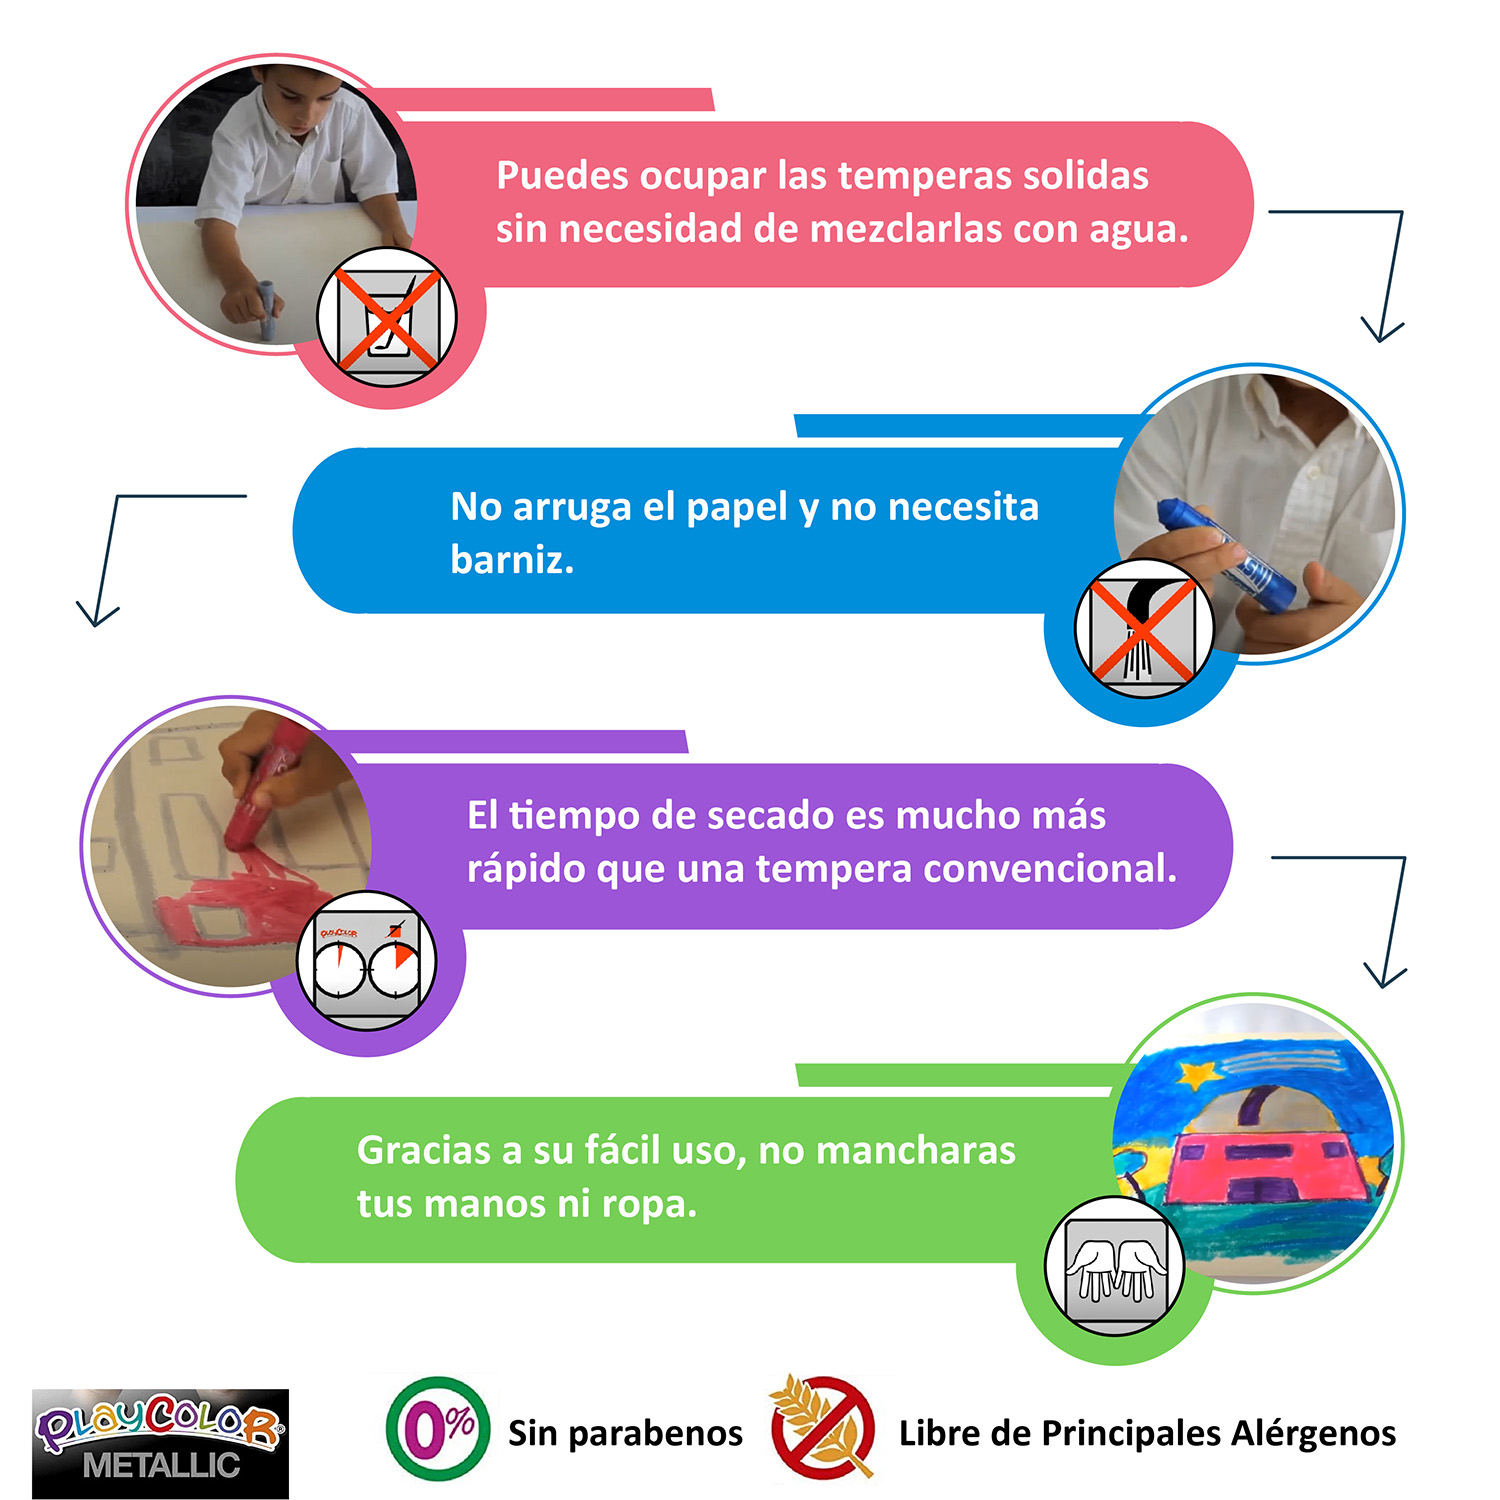 Puedes ocupar las temperas solidas
sin necesidad de mezclarlas con agua.
No arruga el papel y no necesita
barniz.
El tiempo de secado es mucho más
rápido que una tempera convencional.
PLAYCOLOR
Gracias a su fácil uso, no mancharas
tus manos ni ropa.
PLAYCOLOR®
METALLIC
0%
Sin parabenos
Libre de Principales Alérgenos